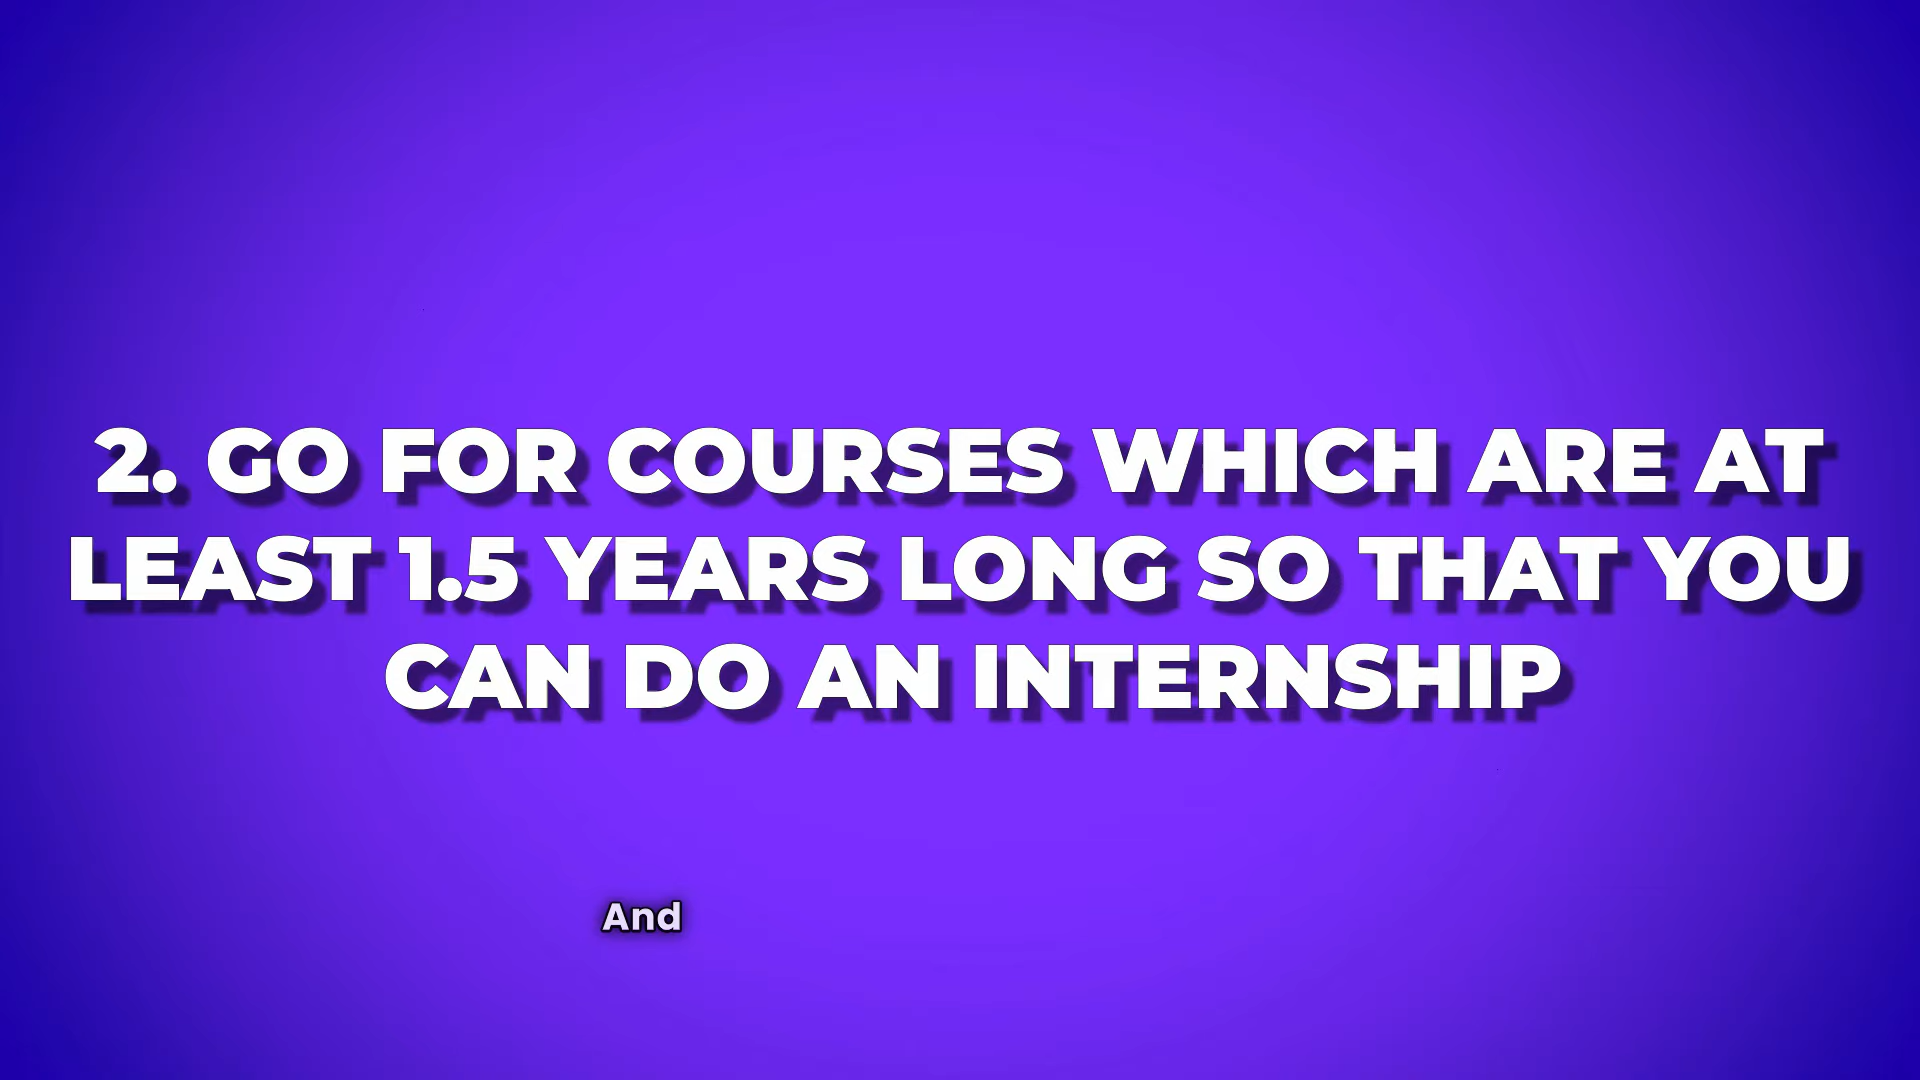 2. GO FOR COURSES WHICH ARE AT
LEAST 1.5 YEARS LONG SO THAT YOU
CAN DO AN INTERNSHIP
And